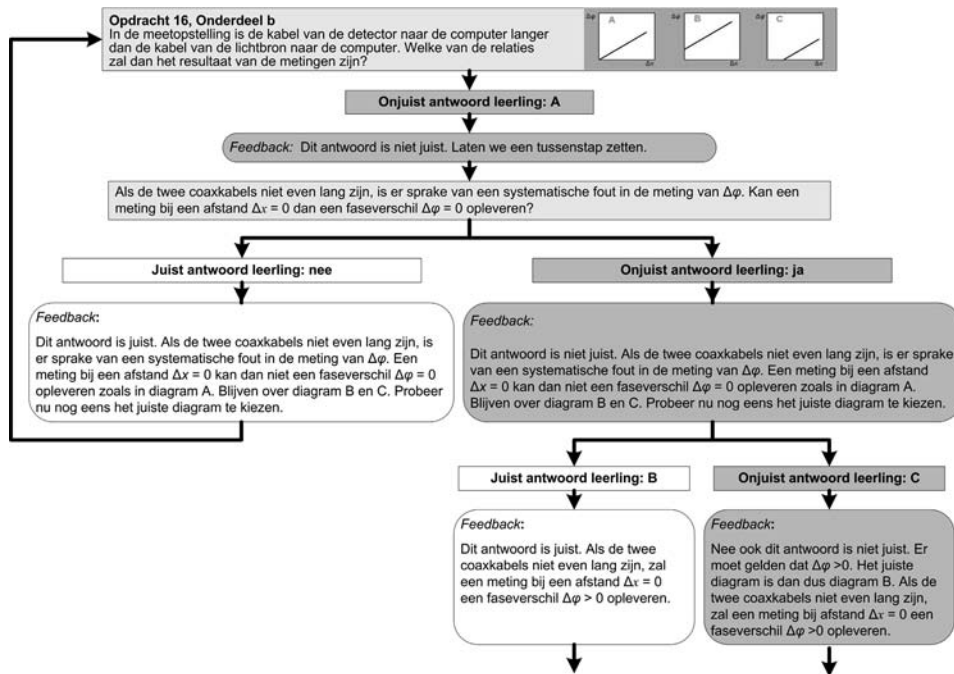 Opdracht 16, Onderdeel b
In de meetopstelling is de kabel van de detector naar de computer langer
dan de kabel van de lichtbron naar de computer. Welke van de relaties
zal dan het resultaat van de metingen zijn?
Δφ A Δx
Δφ B Δx
Δφ C Δx
Onjuist antwoord leerling: A
Feedback: Dit antwoord is niet juist. Laten we een tussenstap zetten.
Als de twee coaxkabels niet even lang zijn, is er sprake van een systematische fout in de meting van Δφ. Kan een
meting bij een afstand Δx = 0 dan een faseverschil Δφ = 0 opleveren?
Juist antwoord leerling: nee
Feedback:
Dit antwoord is juist. Als de twee coaxkabels niet even lang zijn, is
er sprake van een systematische fout in de meting van Δφ. Een
meting bij een afstand Δx = 0 kan dan niet een faseverschil Δφ = 0
opleveren zoals in diagram A. Blijven over diagram B en C. Probeer
nu nog eens het juiste diagram te kiezen.
Onjuist antwoord leerling: ja
Feedback:
Dit antwoord is niet juist. Als de twee coaxkabels niet even lang zijn, is er sprake
van een systematische fout in de meting van Δφ. Een meting bij een afstand
Δx = 0 kan dan niet een faseverschil Δφ = 0 opleveren zoals in diagram A.
Blijven over diagram B en C. Probeer nu nog eens het juiste diagram te kiezen.
Juist antwoord leerling: B
Feedback:
Dit antwoord is juist. Als de twee
coaxkabels niet even lang zijn, zal
een meting bij een afstand Δx = 0
een faseverschil Δφ > 0 opleveren.
Onjuist antwoord leerling: C
Feedback:
Nee ook dit antwoord is niet juist. Er
moet gelden dat Δφ >0. Het juiste
diagram is dan dus diagram B. Als de
twee coaxkabels niet even lang zijn,
zal een meting bij afstand Δx = 0 een
faseverschil Δφ >0 opleveren.